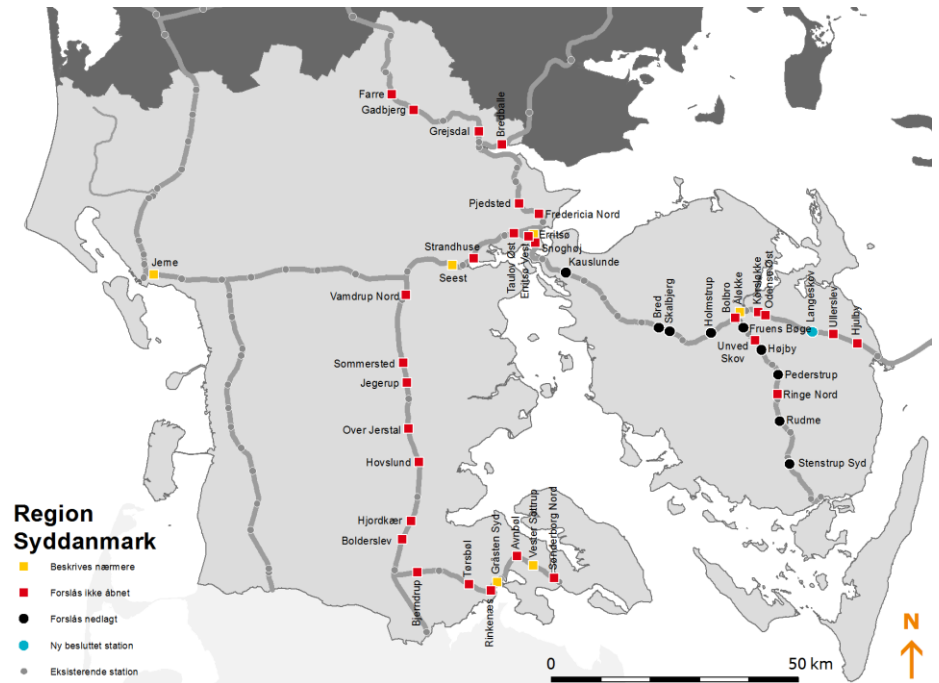 Farre
Gadbjerg
Grejsdal
Bredballe
Pjedsted
Fredericia Nord
Erritsø
Snoghøj
Taulov Øst
Erritsø Vest
Strandhuse
Seest
Jerne
Kauslunde
Vamdrup Nord
Bred
Skalbjerg
Holmstrup
Bolbro
Åløkke
Korsløkke
Odense Øst
Langeskov
Ullerslev
Hjulby
Fruens Bøge
Unved
Skov
Højby
Pederstrup
Ringe Nord
Rudme
Stenstrup Syd
Sommersted
Jegerup
Over Jerstal
Hovslund
Hjordkær
Bolderslev
Bjerndrup
Tørsbøl
Rinkenæs
Gråsten Syd
Avnbøl
Vester Sottrup
Sønderborg Nord
Region
Syddanmark
Beskrives nærmere
Forslås ikke åbnet
Forslås nedlagt
Ny besluttet station
Eksisterende station
0 50 km
N